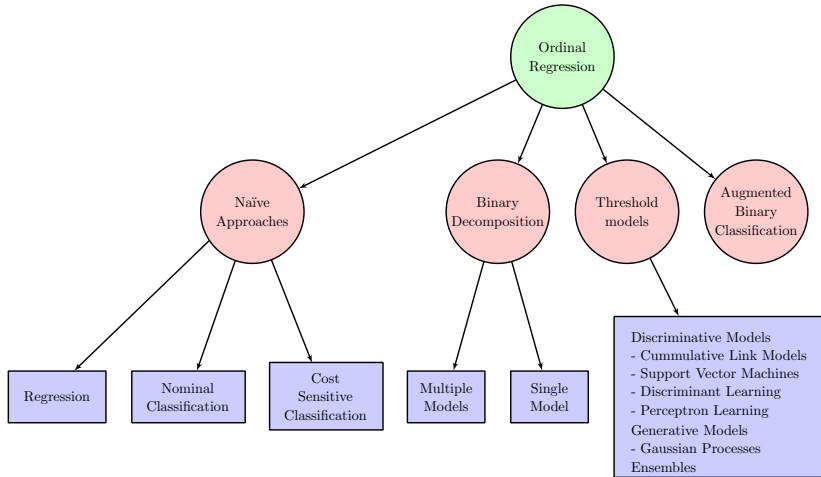 Ordinal
Regression
Naïve
Approaches
Binary
Decomposition
Threshold
models
Augmented
Binary
Classification
Regression
Nominal
Classification
Cost
Sensitive
Classification
Multiple
Models
Single
Model
Discriminative Models
- Cummulative Link Models
- Support Vector Machines
- Discriminant Learning
- Perceptron Learning
Generative Models
- Gaussian Processes
Ensembles